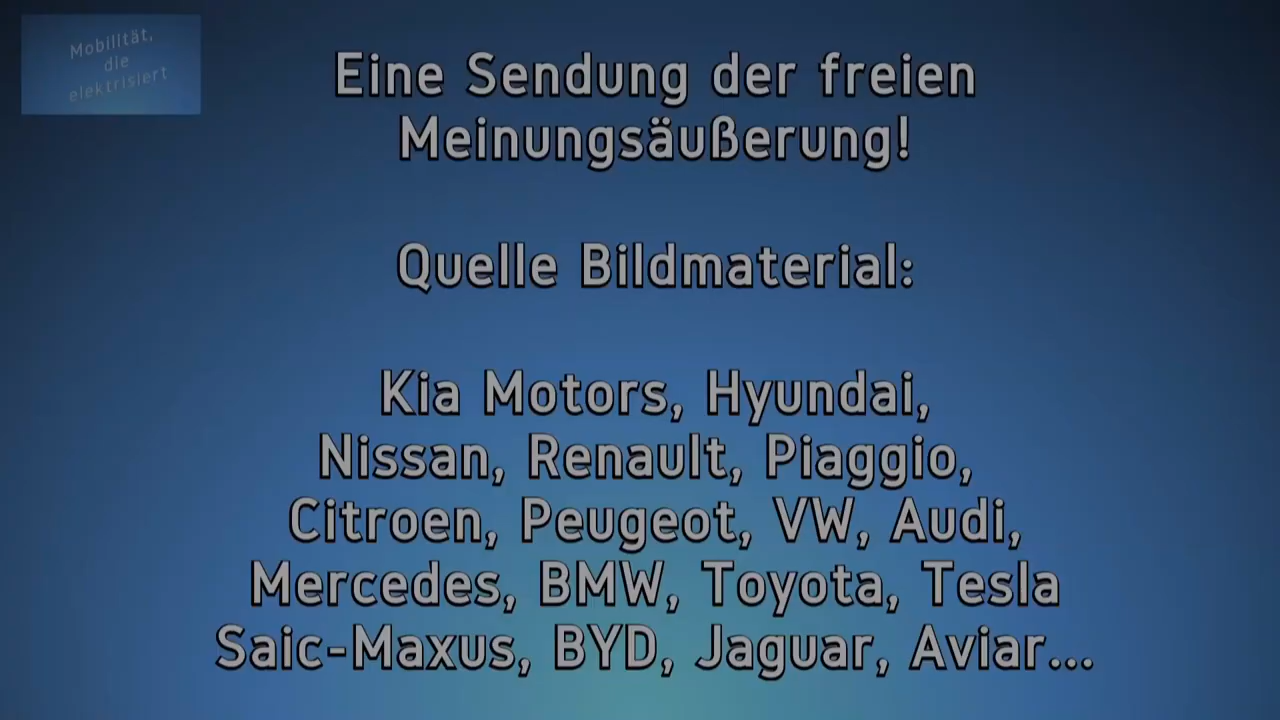 Mobilität,
die
elektrisiert
Eine Sendung der freien
Meinungsäußerung!
Quelle Bildmaterial:
Kia Motors, Hyundai,
Nissan, Renault, Piaggio,
Citroen, Peugeot, VW, Audi,
Mercedes, BMW, Toyota, Tesla
Saic-Maxus, BYD, Jaguar, Aviar...